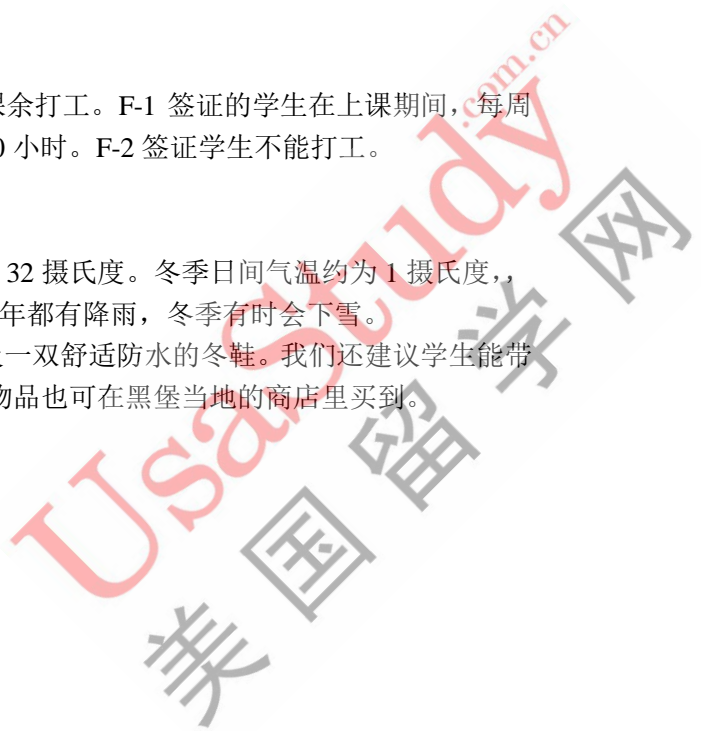 课余打工。F-1 签证的学生在上课期间，每周
0 小时。F-2 签证学生不能打工。
32 摄氏度。冬季日间气温约为 1 摄氏度，,
年都有降雨，冬季有时会下雪。
一双舒适防水的冬鞋。我们还建议学生能带
物品也可在黑堡当地的商店里买到。
UsaStudy.com.cn
美国留学网